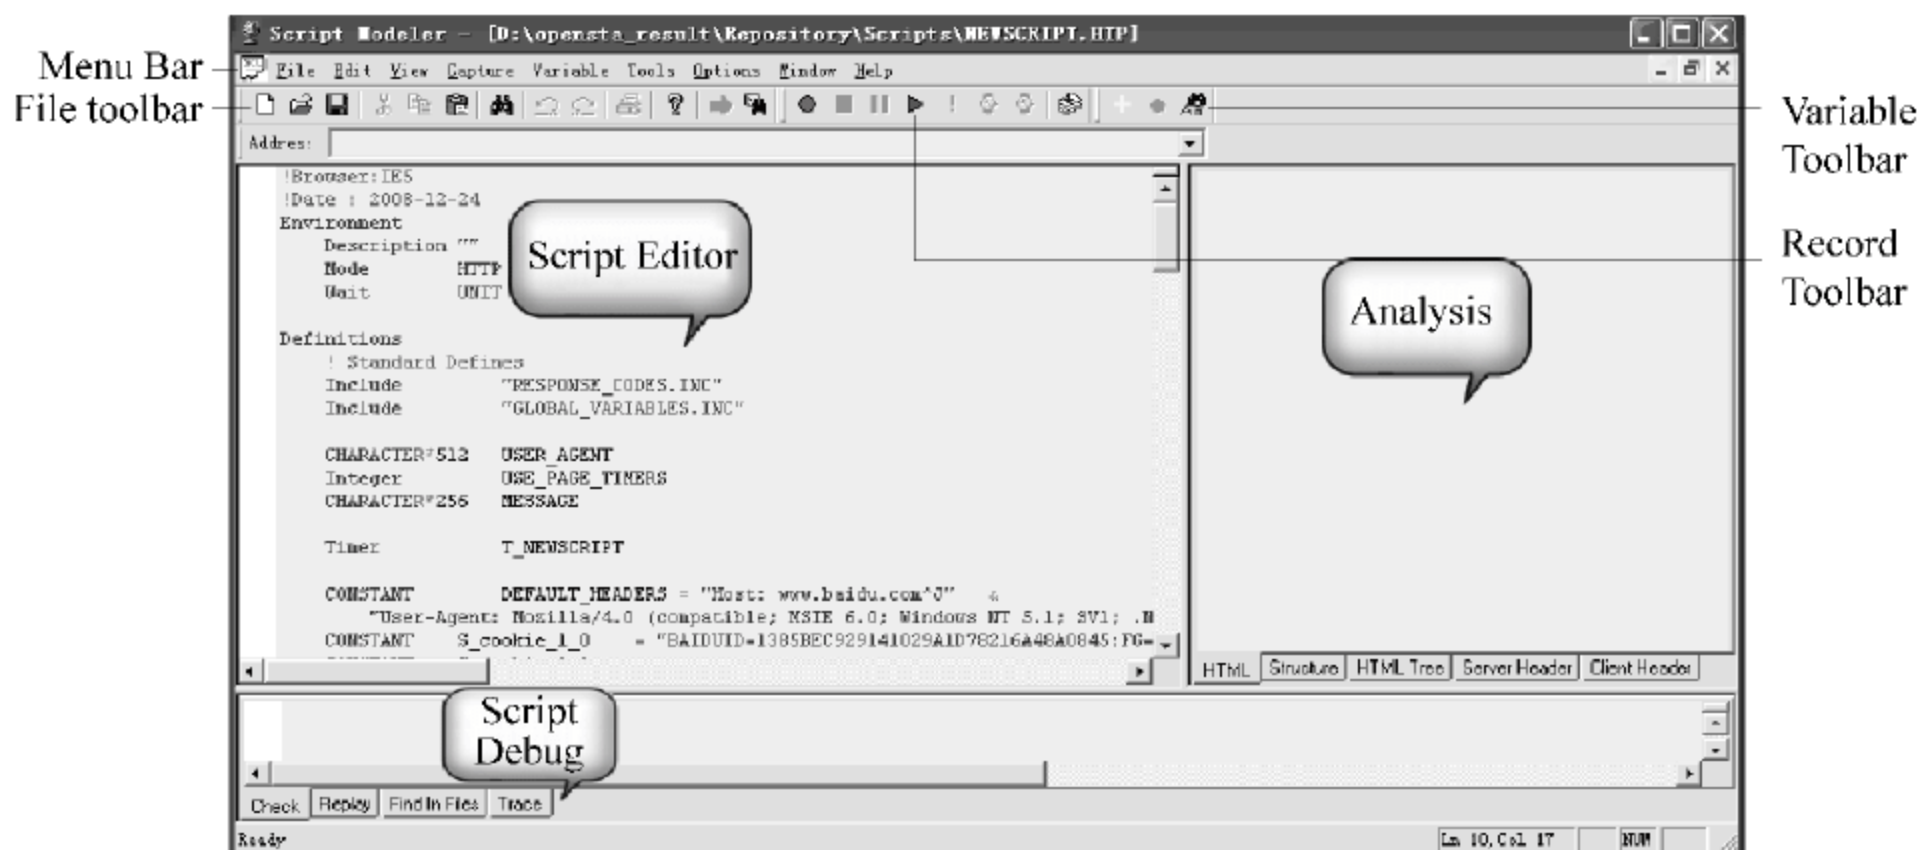 Script Modeler - [D:\opensta_result\Repository\Scripts\NEWSCRIPT.HTP]
Menu Bar
File Edit View Capture Variable Tools Options Window Help
File toolbar
Variable
Toolbar
Address:
!Browser:IE5
!Date : 2008-12-24
Environment
Description ""
Mode HTTP
Wait UNIT
Script Editor
Record
Toolbar
Analysis
Definitions
! Standard Defines
Include "RESPONSE_CODES.INC"
Include "GLOBAL_VARIABLES.INC"
CHARACTER*512 USER_AGENT
Integer USE_PAGE_TIMERS
CHARACTER*256 MESSAGE
Timer T_NEWSCRIPT
CONSTANT DEFAULT_HEADERS = "Host: www.baidu.com^J" &
"User-Agent: Mozilla/4.0 (compatible; MSIE 6.0; Windows NT 5.1; SV1; .N
CONSTANT S_cookie_1_0 = "BAIDUID=1385BEC929141029A1D78216A48A0845:FG=
HTML Structure HTML Tree Server Header Client Header
Script
Debug
Check Replay Find In Files Trace
Ready
Ln 10, Col 17 NUM